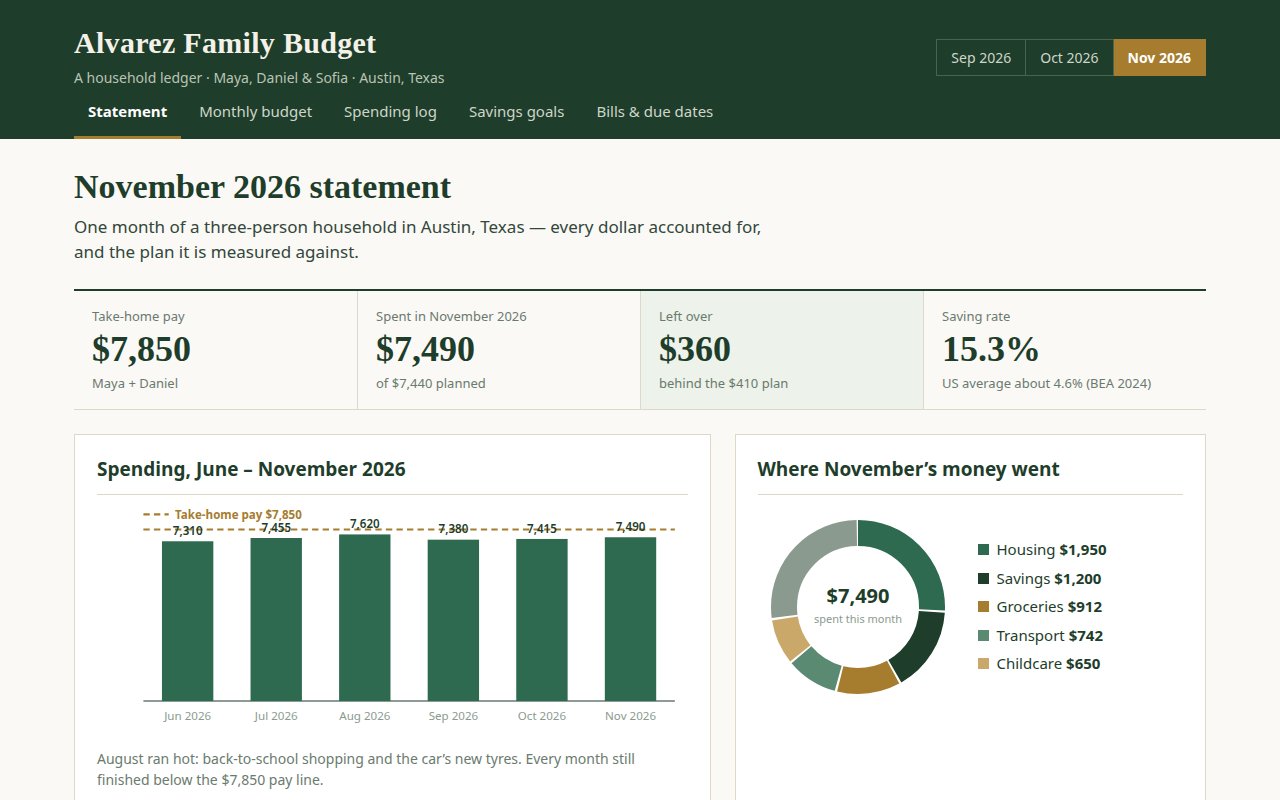 Alvarez Family Budget
A household ledger · Maya, Daniel & Sofia · Austin, Texas
Sep 2026
Oct 2026
Nov 2026
Statement
Monthly budget
Spending log
Savings goals
Bills & due dates
November 2026 statement
One month of a three-person household in Austin, Texas — every dollar accounted for,
and the plan it is measured against.
Take-home pay
$7,850
Maya + Daniel
Spent in November 2026
$7,490
of $7,440 planned
Left over
$360
behind the $410 plan
Saving rate
15.3%
US average about 4.6% (BEA 2024)
Spending, June – November 2026
Take-home pay $7,850
7,310
7,455
7,620
7,380
7,415
7,490
Jun 2026
Jul 2026
Aug 2026
Sep 2026
Oct 2026
Nov 2026
August ran hot: back-to-school shopping and the car’s new tyres. Every month still
finished below the $7,850 pay line.
Where November’s money went
$7,490
spent this month
Housing $1,950
Savings $1,200
Groceries $912
Transport $742
Childcare $650